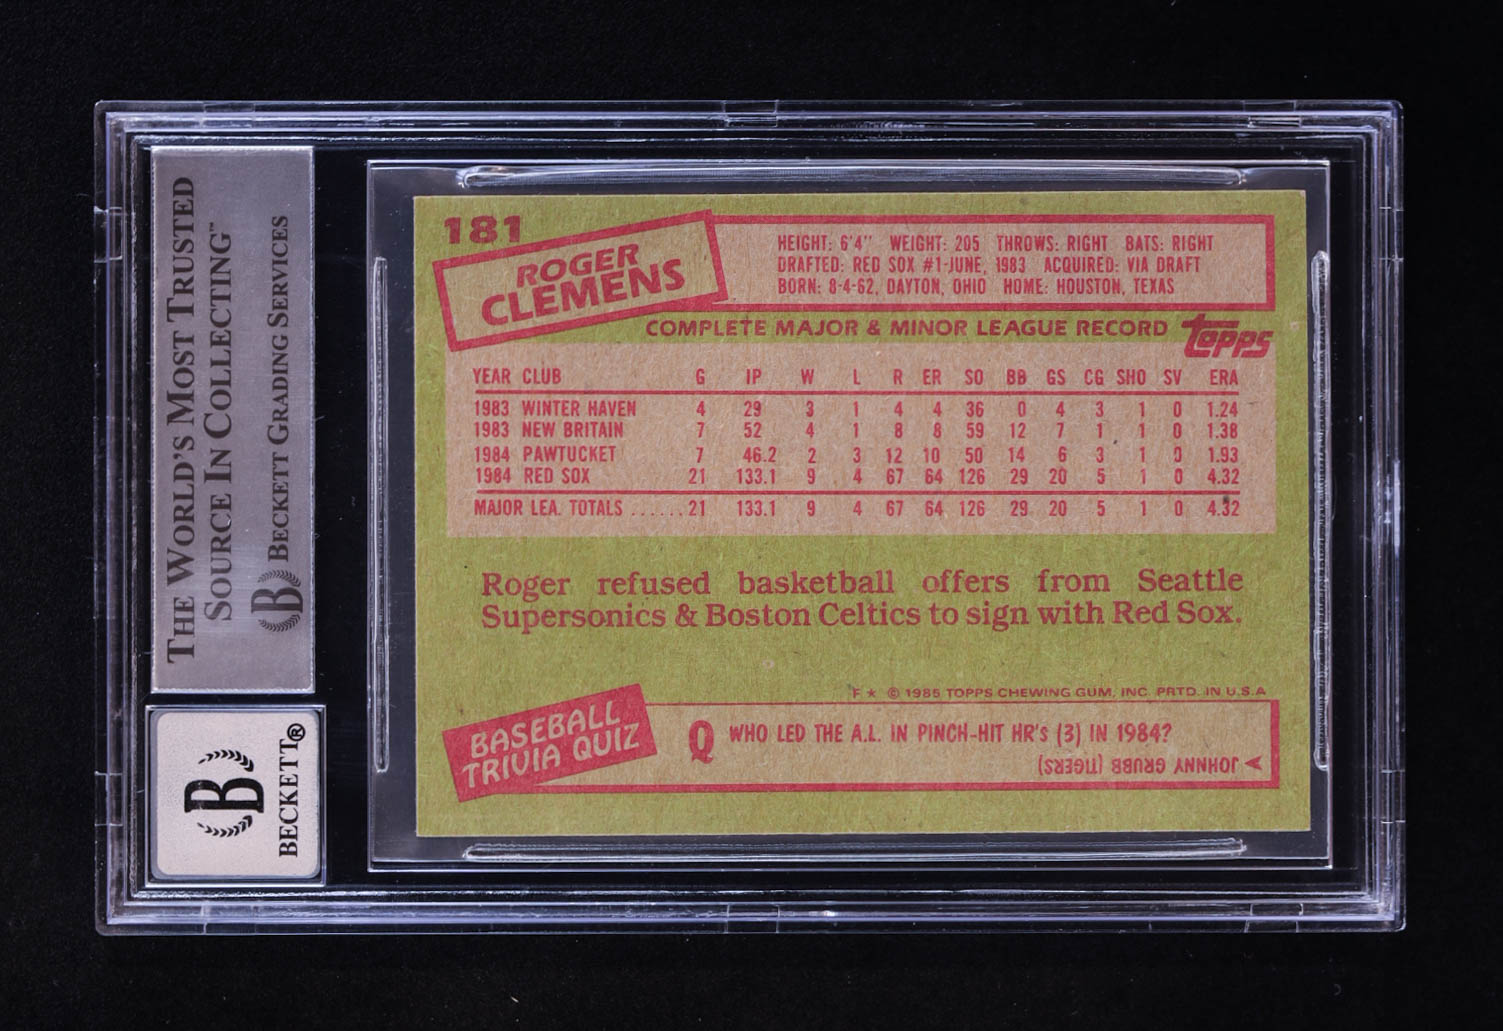 THE WORLD'S MOST TRUSTED
SOURCE IN COLLECTING™
BECKETT GRADING SERVICES
B
B
BECKETT®
181
ROGER
CLEMENS
HEIGHT: 6'4" WEIGHT: 205 THROWS: RIGHT BATS: RIGHT
DRAFTED: RED SOX #1-JUNE, 1983 ACQUIRED: VIA DRAFT
BORN: 8-4-62, DAYTON, OHIO HOME: HOUSTON, TEXAS
COMPLETE MAJOR & MINOR LEAGUE RECORD topps
YEAR CLUB G IP W L R ER SO BB GS CG SHO SV ERA
1983 WINTER HAVEN 4 29 3 1 4 4 36 0 4 3 1 0 1.24
1983 NEW BRITAIN 7 52 4 1 8 8 59 12 7 1 1 0 1.38
1984 PAWTUCKET 7 46.2 2 3 12 10 50 14 6 3 1 0 1.93
1984 RED SOX 21 133.1 9 4 67 64 126 29 20 5 1 0 4.32
MAJOR LEA. TOTALS ......21 133.1 9 4 67 64 126 29 20 5 1 0 4.32
Roger refused basketball offers from Seattle
Supersonics & Boston Celtics to sign with Red Sox.
F★ © 1985 TOPPS CHEWING GUM, INC. PRTD. IN U.S.A
BASEBALL
TRIVIA QUIZ
Q WHO LED THE A.L. IN PINCH-HIT HR's (3) IN 1984?
JOHNNY GRUBB (TIGERS)